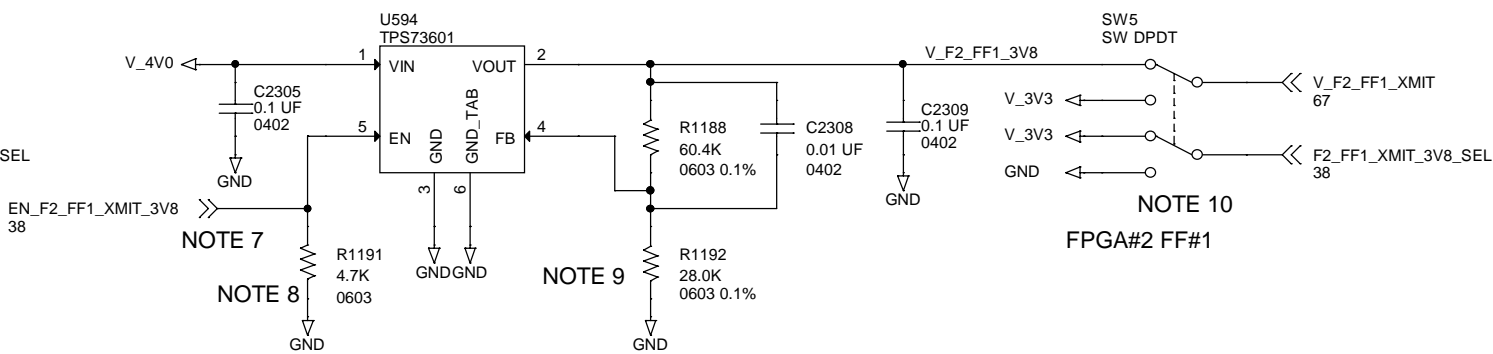 U594
TPS73601
V_4V0
1
VIN
VOUT
2
C2305
0.1 UF
0402
GND
5
EN
GND
GND_TAB
FB
4
3
6
GND
GND
SEL
EN_F2_FF1_XMIT_3V8
38
NOTE 7
NOTE 8
R1191
4.7K
0603
GND
R1188
60.4K
0603 0.1%
C2308
0.01 UF
0402
NOTE 9
R1192
28.0K
0603 0.1%
GND
V_F2_FF1_3V8
C2309
0.1 UF
0402
GND
SW5
SW DPDT
V_3V3
V_3V3
GND
V_F2_FF1_XMIT
67
F2_FF1_XMIT_3V8_SEL
38
NOTE 10
FPGA#2 FF#1